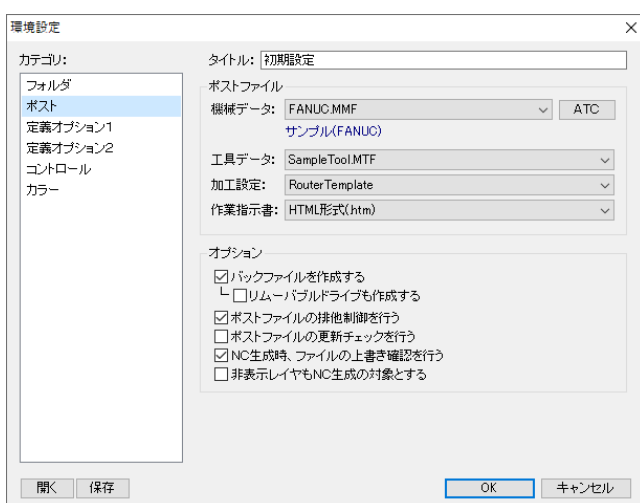 環境設定
カテゴリ:
フォルダ
ポスト
定義オプション1
定義オプション2
コントロール
カラー
タイトル: 初期設定
ポストファイル
機械データ: FANUC.MMF ATC
サンプル(FANUC)
工具データ: SampleTool.MTF
加工設定: RouterTemplate
作業指示書: HTML形式(.htm)
オプション
バックファイルを作成する
リムーバブルドライブも作成する
ポストファイルの排他制御を行う
ポストファイルの更新チェックを行う
NC生成時、ファイルの上書き確認を行う
非表示レイヤもNC生成の対象とする
開く 保存 OK キャンセル